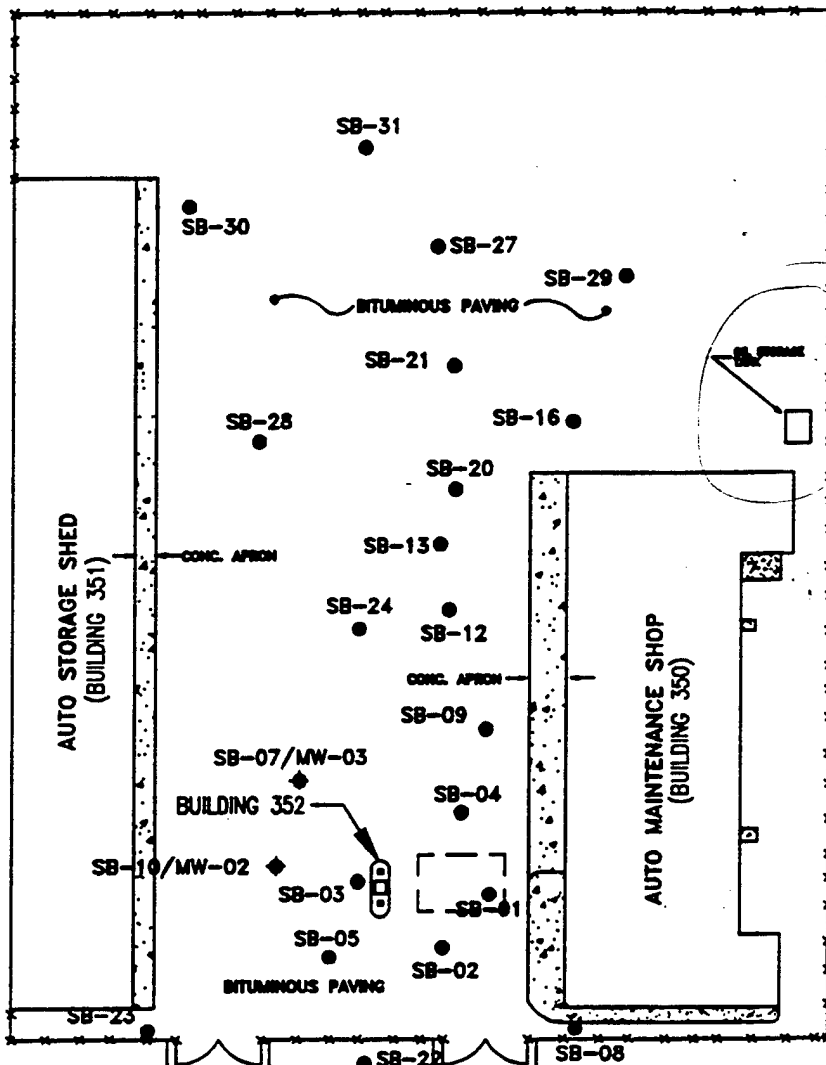 SB-31
SB-30
SB-27
SB-29
BITUMINOUS PAVING
SB-21
STORAGE
SB-16
SB-28
SB-20
SB-13
CONC. APRON
AUTO STORAGE SHED
(BUILDING 351)
SB-24
SB-12
CONC. APRON
AUTO MAINTENANCE SHOP
(BUILDING 350)
SB-09
SB-07/MW-03
BUILDING 352
SB-04
SB-10/MW-02
SB-03
SB-01
SB-05
SB-02
BITUMINOUS PAVING
SB-23
SB-22
SB-08